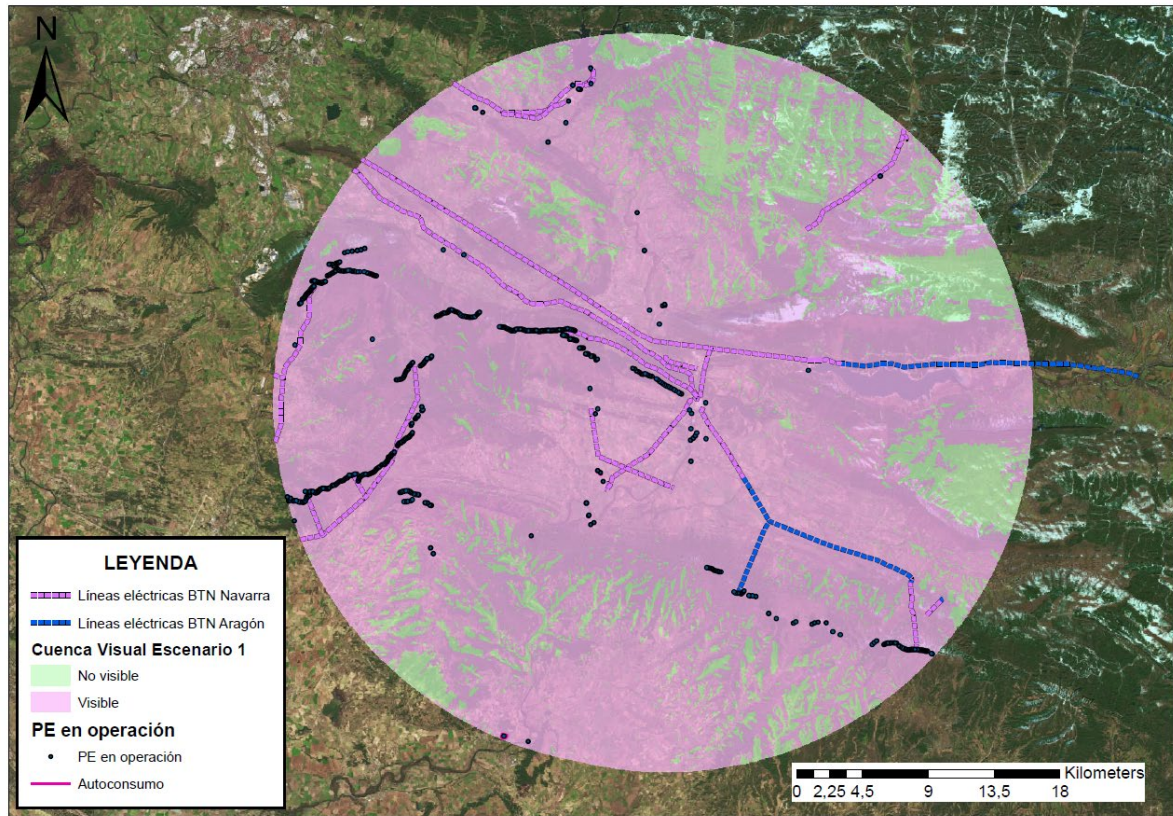 N
LEYENDA
Líneas eléctricas BTN Navarra
Líneas eléctricas BTN Aragón
Cuenca Visual Escenario 1
No visible
Visible
PE en operación
PE en operación
Autoconsumo
Kilometers
0 2,25 4,5 9 13,5 18